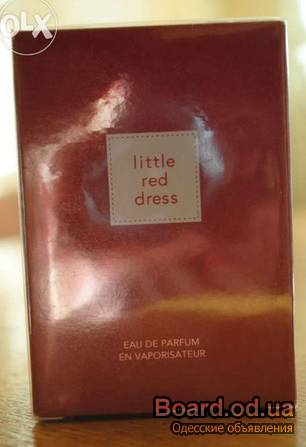 OLX
little
red
dress
EAU DE PARFUM
EN VAPORISATEUR
Board.od.ua
Одесские объявления